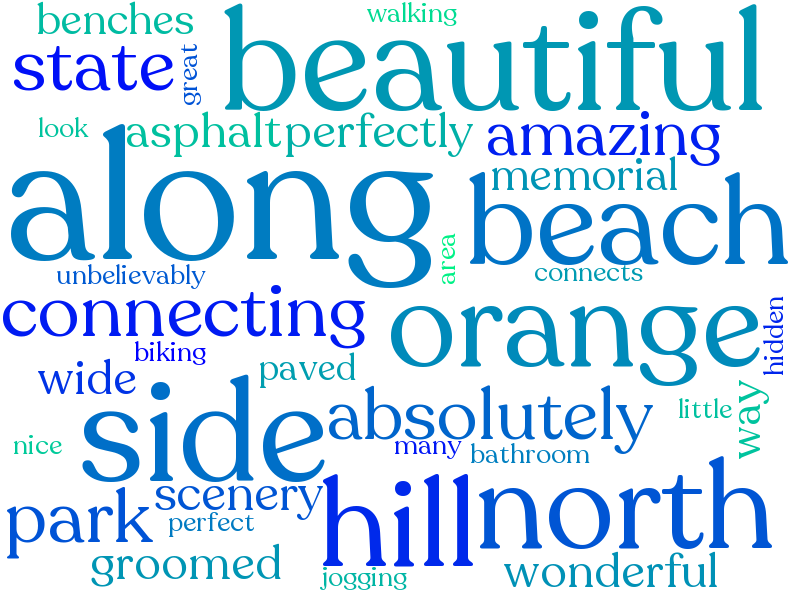 benches
walking
beautiful
state
great
look
asphalt
perfectly
amazing
along
memorial
beach
area
unbelievably
connects
connecting
orange
hidden
biking
wide
paved
side
absolutely
little
way
nice
many
bathroom
park
scenery
perfect
hill
north
groomed
jogging
wonderful